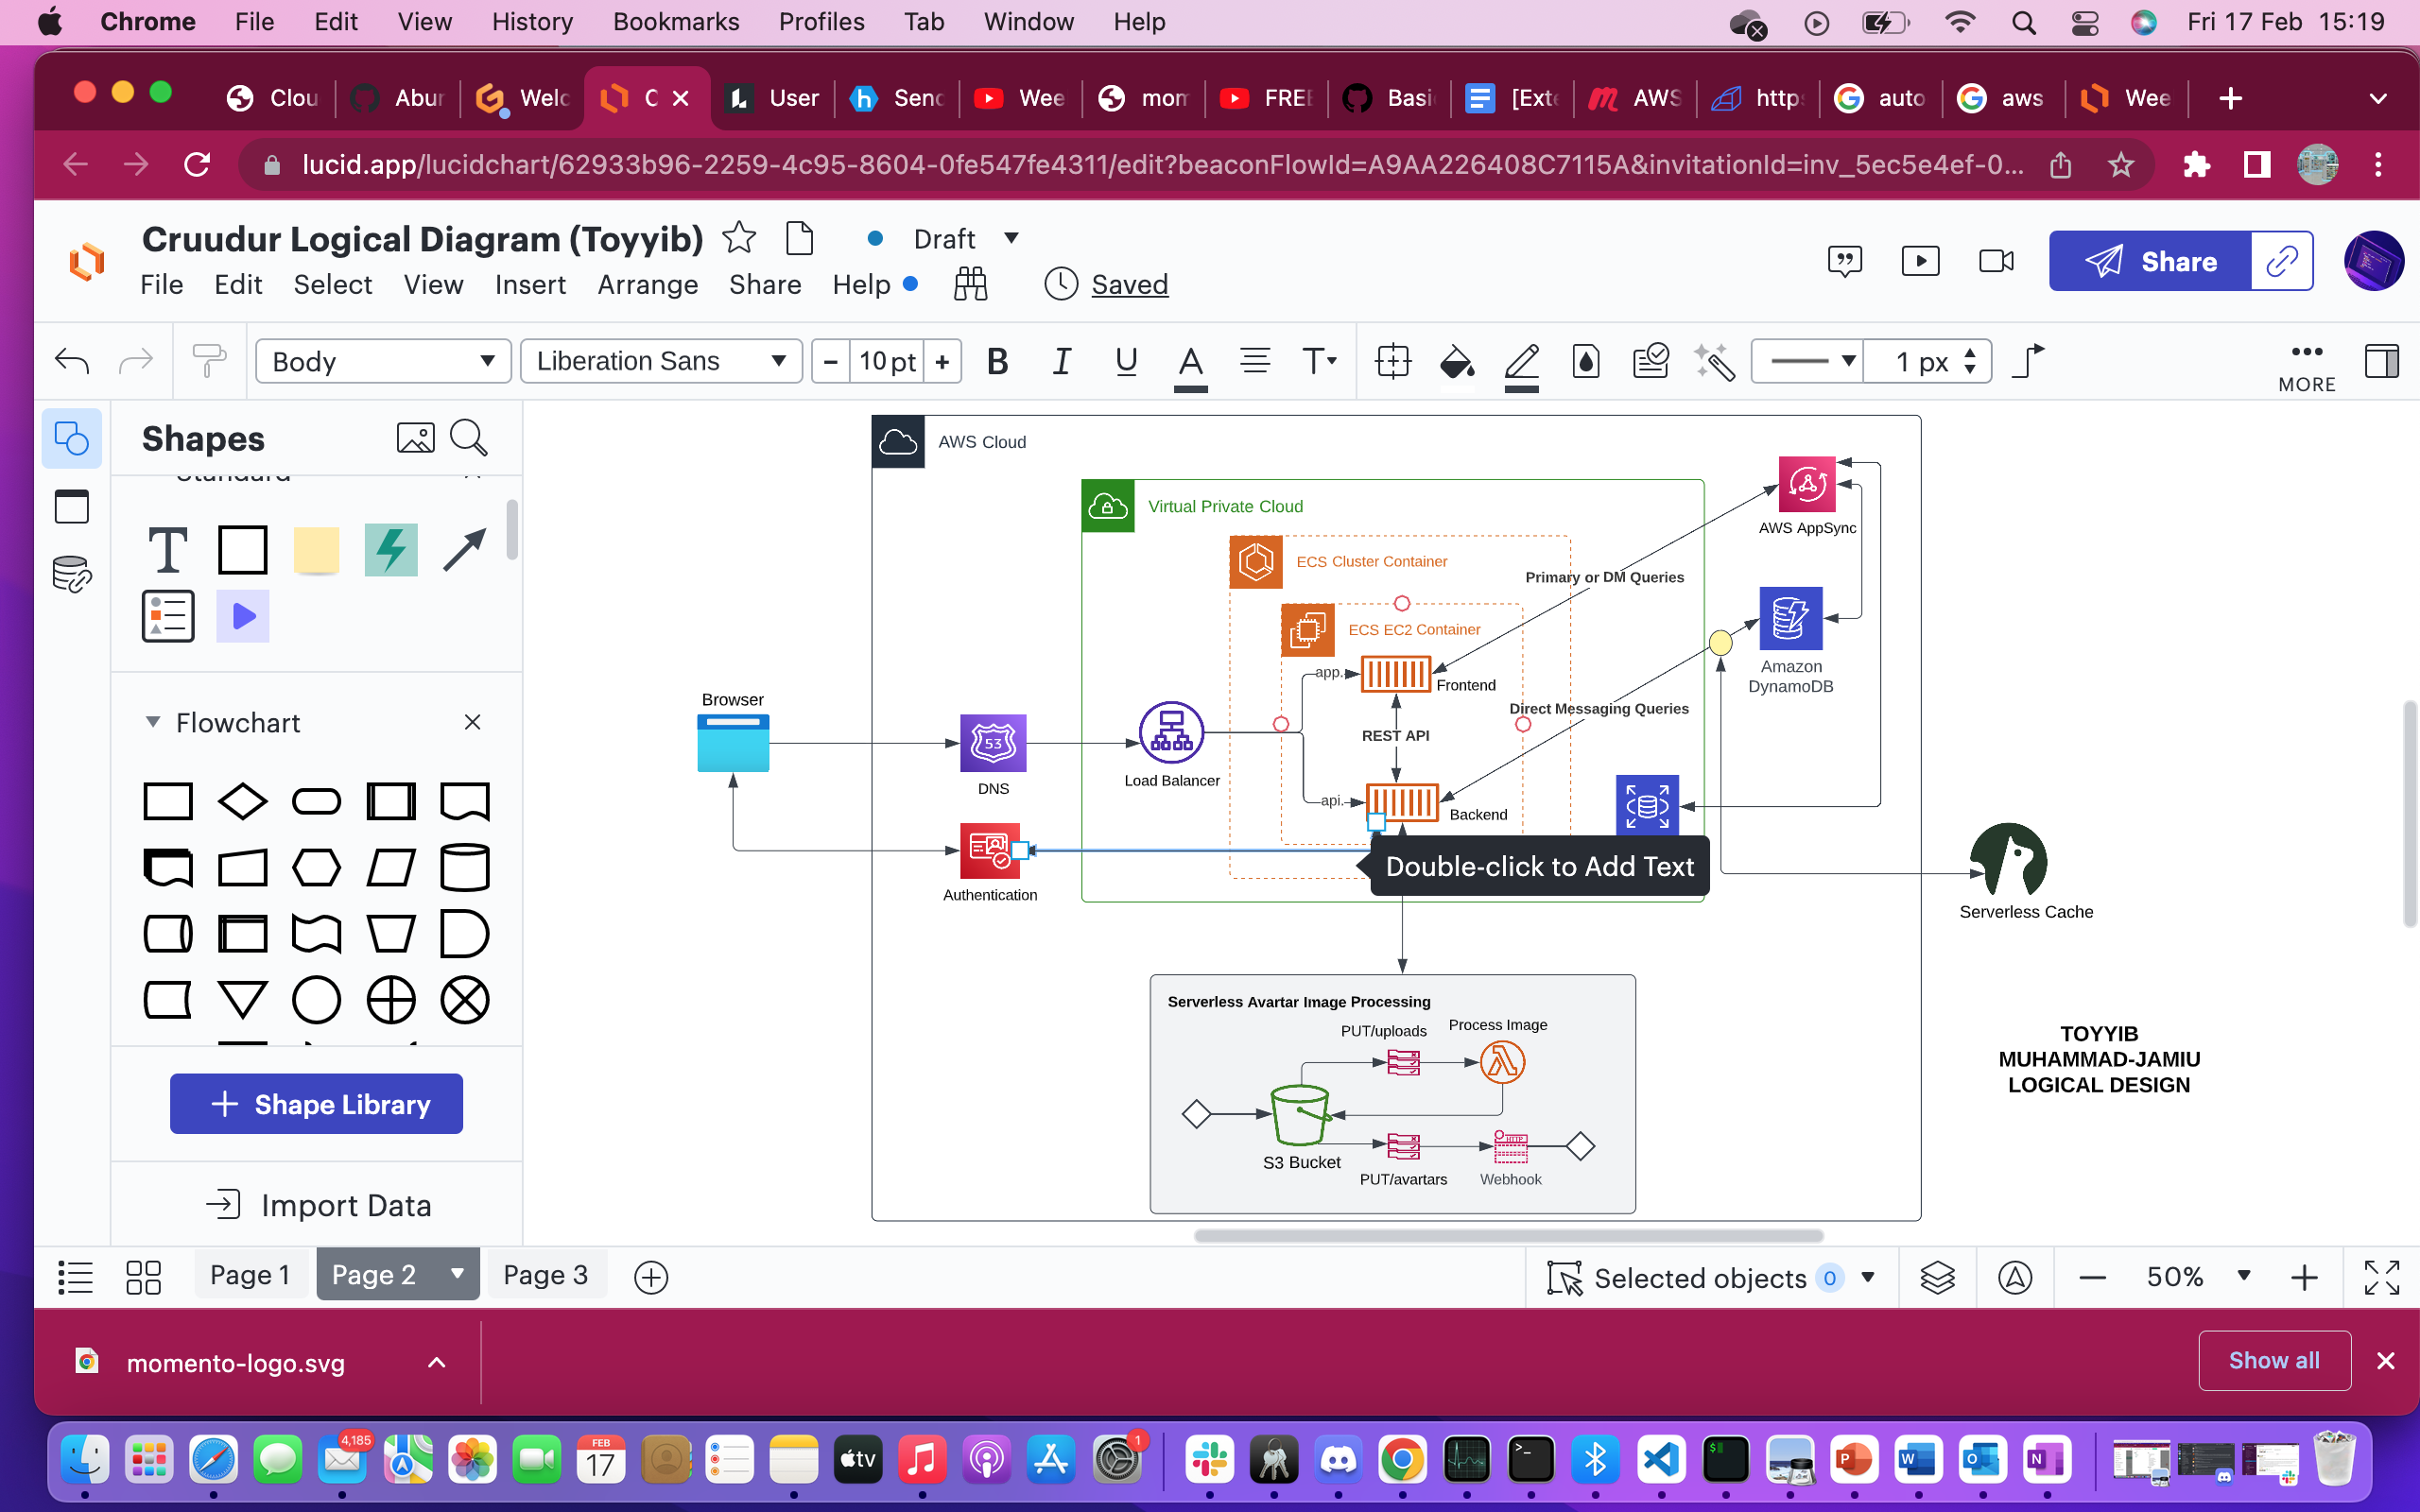 Chrome File Edit View History Bookmarks Profiles Tab Window Help Fri 17 Feb 15:19
Clou Abur Welc C User Senc Wee mom FREE Basi [Exte AWS http: auto aws Wee
lucid.app/lucidchart/62933b96-2259-4c95-8604-0fe547fe4311/edit?beaconFlowId=A9AA226408C7115A&invitationId=inv_5ec5e4ef-0...
Cruudur Logical Diagram (Toyyib) Draft
File Edit Select View Insert Arrange Share Help Saved
Share
Body Liberation Sans - 10 pt + B I U A T 1 px MORE
Shapes
Standard
T
Flowchart
Shape Library
Import Data
AWS Cloud
Virtual Private Cloud
ECS Cluster Container
ECS EC2 Container
AWS AppSync
Primary or DM Queries
Amazon
DynamoDB
app.
Frontend
Direct Messaging Queries
REST API
Browser
53
DNS
Load Balancer
api.
Backend
Authentication
Double-click to Add Text
Serverless Cache
Serverless Avartar Image Processing
PUT/uploads
Process Image
S3 Bucket
HTTP
PUT/avartars
Webhook
TOYYIB
MUHAMMAD-JAMIU
LOGICAL DESIGN
Page 1 Page 2 Page 3 Selected objects 0 50%
momento-logo.svg Show all
4,185 FEB 17 tv 1 >_ $ P W O N